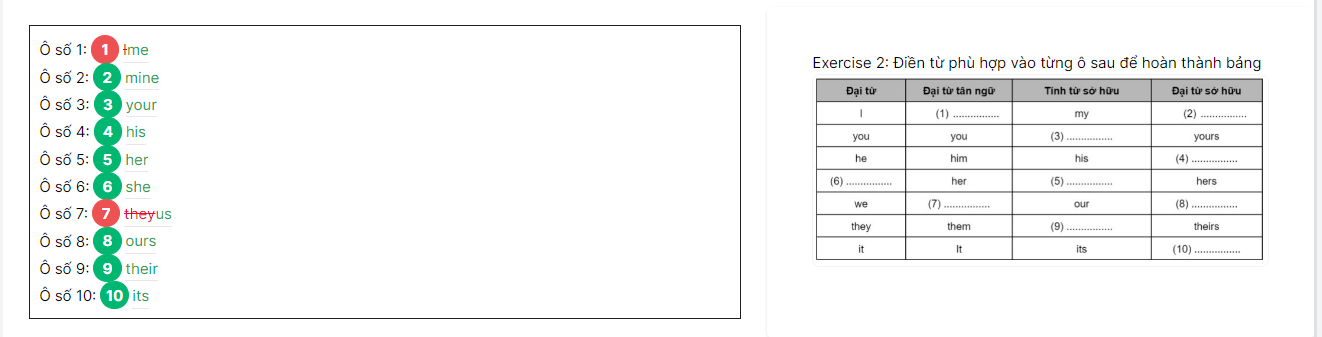 Ô số 1: 1 Ime
Ô số 2: 2 mine
Ô số 3: 3 your
Ô số 4: 4 his
Ô số 5: 5 her
Ô số 6: 6 she
Ô số 7: 7 theyus
Ô số 8: 8 ours
Ô số 9: 9 their
Ô số 10: 10 its
Exercise 2: Điền từ phù hợp vào từng ô sau để hoàn thành bảng
Đại từ Đại từ tân ngữ Tính từ sở hữu Đại từ sở hữu
I (1) ................ my (2) ................
you you (3) ................ yours
he him his (4) ................
(6) ................ her (5) ................ hers
we (7) ................ our (8) ................
they them (9) ................ theirs
it It its (10) ................